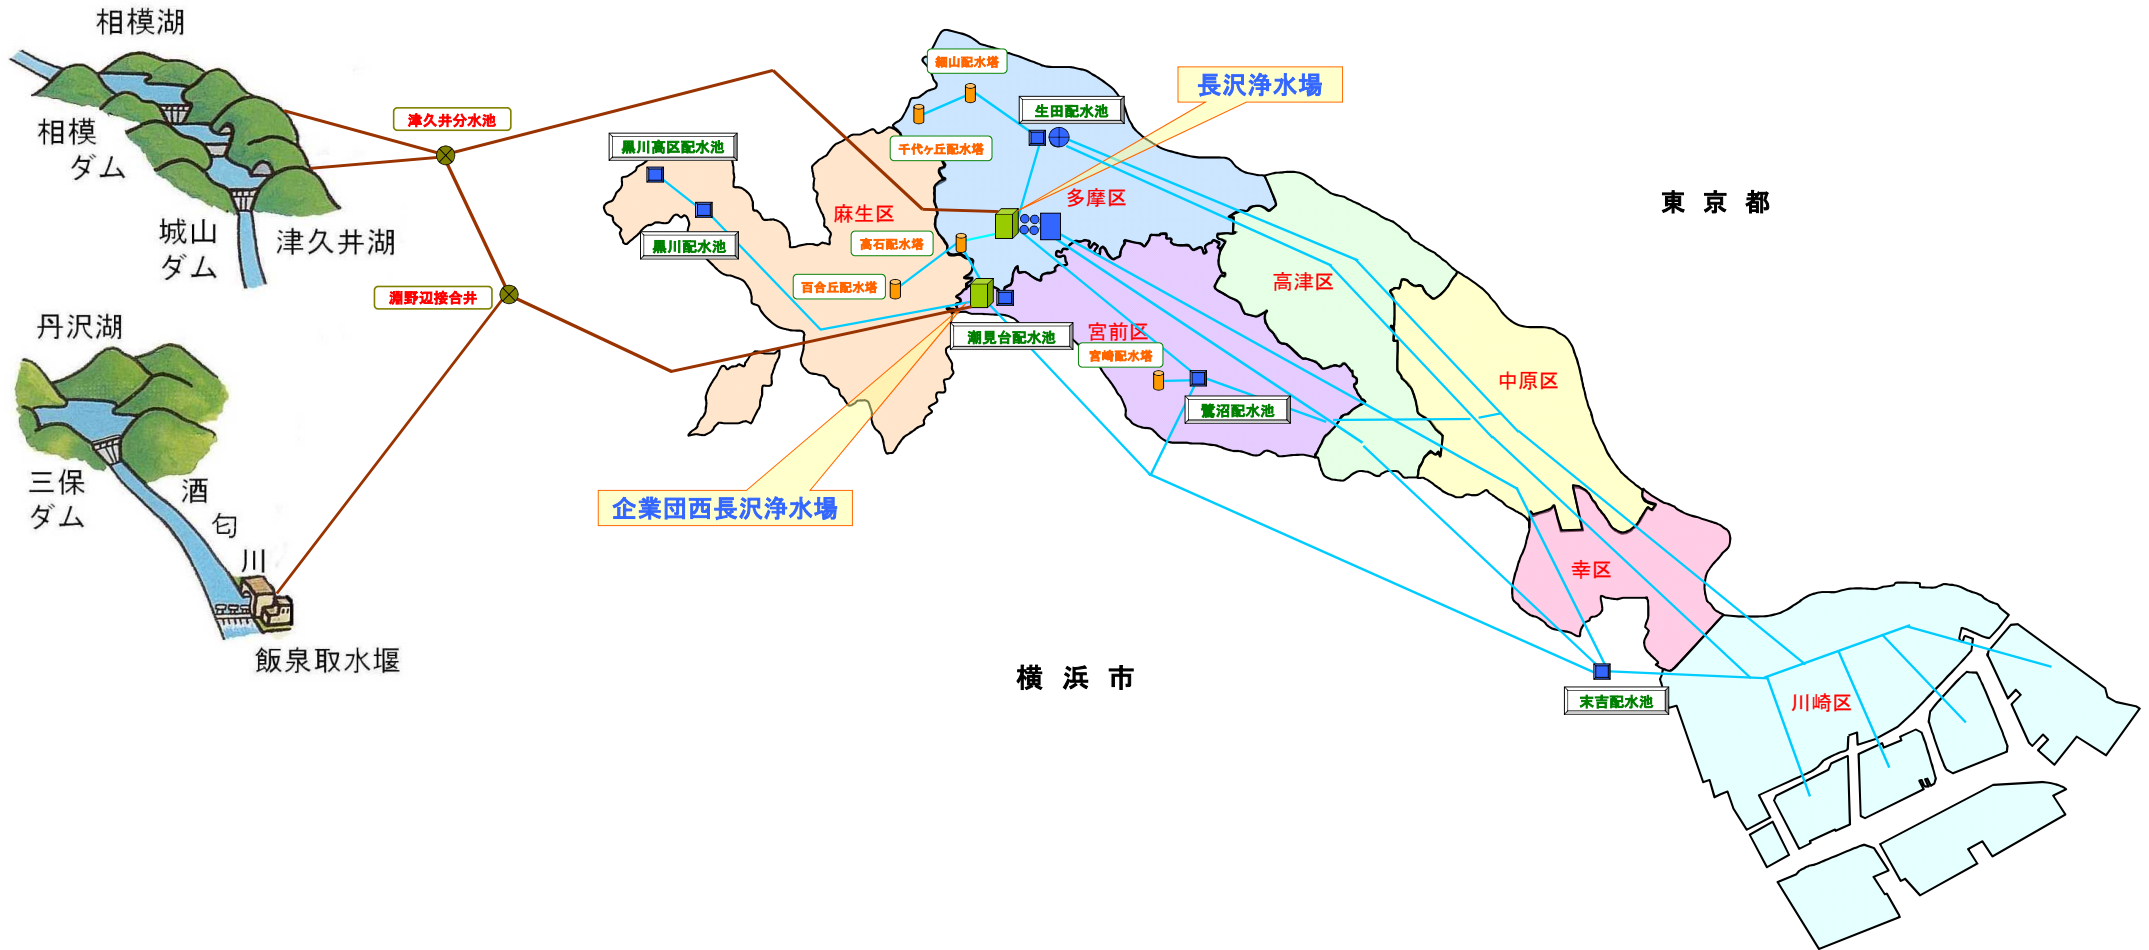 相模湖
相模
ダム
城山
ダム
津久井湖
丹沢湖
三保
ダム
酒
匂
川
飯泉取水堰
津久井分水池
淵野辺接合井
黒川高区配水池
黒川配水池
麻生区
細山配水塔
千代ヶ丘配水塔
生田配水池
長沢浄水場
多摩区
高石配水塔
百合丘配水塔
潮見台配水池
企業団西長沢浄水場
宮前区
宮崎配水塔
鷺沼配水池
高津区
中原区
幸区
末吉配水池
川崎区
東京都
横浜市